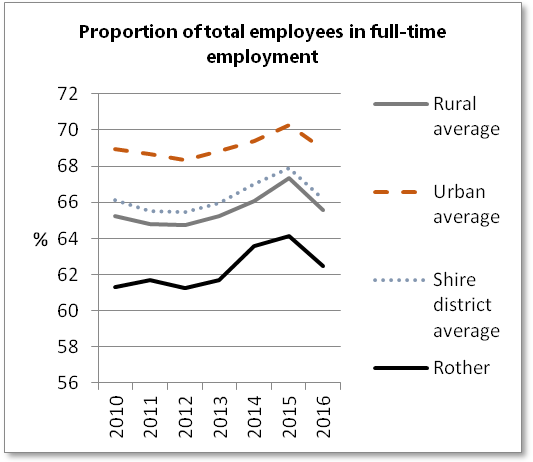 Proportion of total employees in full-time
employment
72
70
68
66
64
62
60
58
56
%
2010
2011
2012
2013
2014
2015
2016
Rural
average
Urban
average
Shire
district
average
Rother